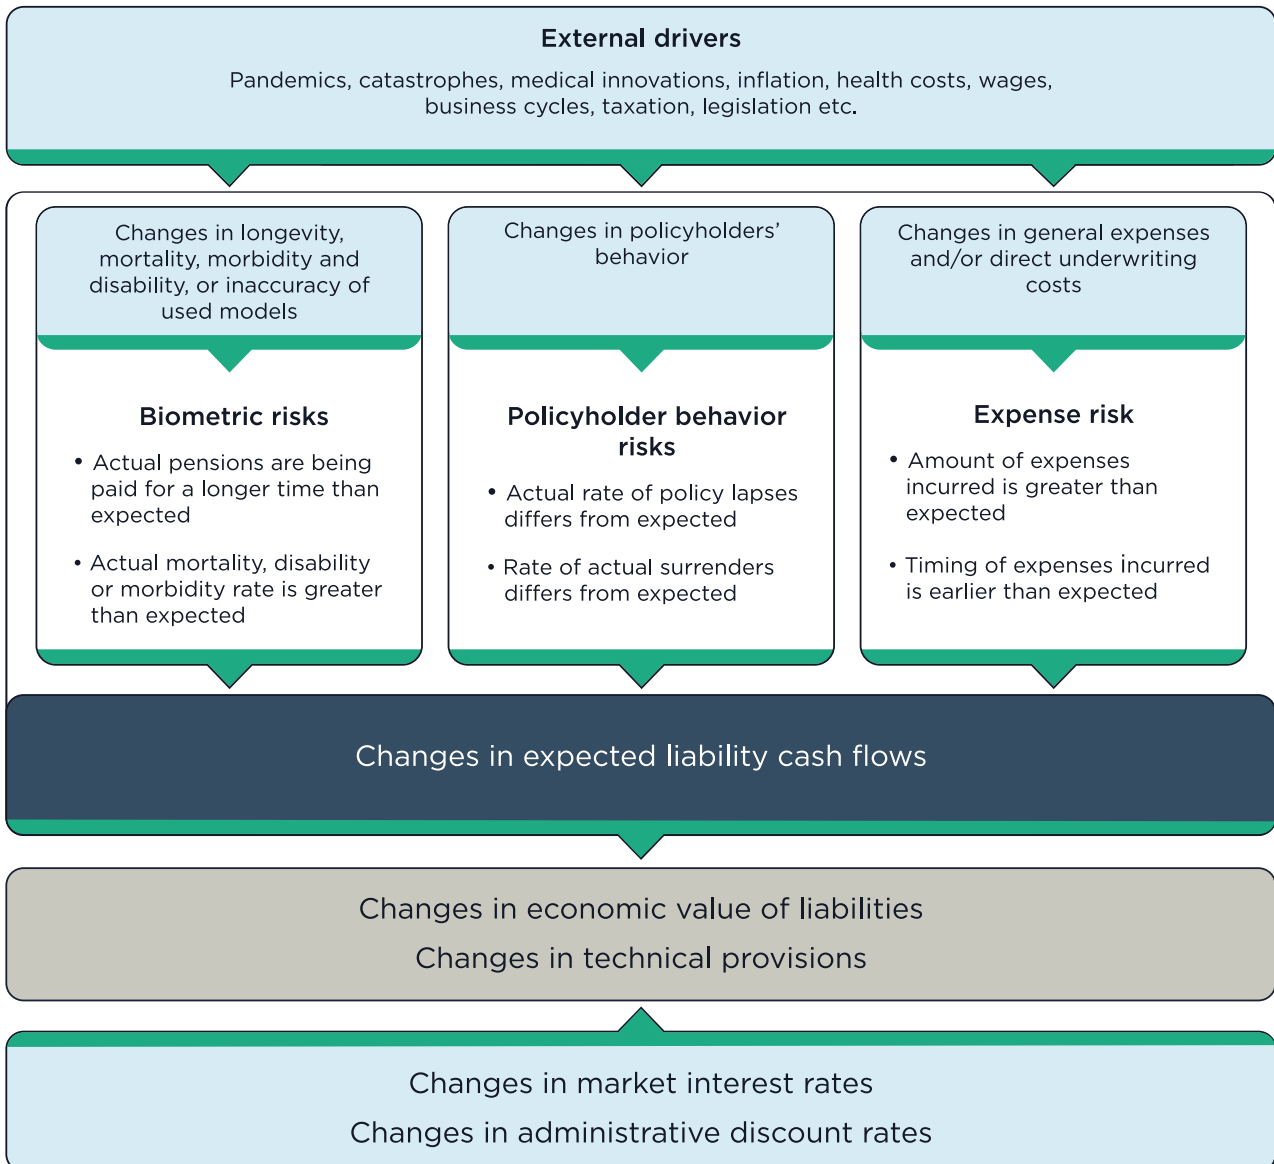 External drivers
Pandemics, catastrophes, medical innovations, inflation, health costs, wages,
business cycles, taxation, legislation etc.
Changes in longevity,
mortality, morbidity and
disability, or inaccuracy of
used models
Biometric risks
• Actual pensions are being
paid for a longer time than
expected
• Actual mortality, disability
or morbidity rate is greater
than expected
Changes in policyholders’
behavior
Policyholder behavior
risks
• Actual rate of policy lapses
differs from expected
• Rate of actual surrenders
differs from expected
Changes in general expenses
and/or direct underwriting
costs
Expense risk
• Amount of expenses
incurred is greater than
expected
• Timing of expenses incurred
is earlier than expected
Changes in expected liability cash flows
Changes in economic value of liabilities
Changes in technical provisions
Changes in market interest rates
Changes in administrative discount rates